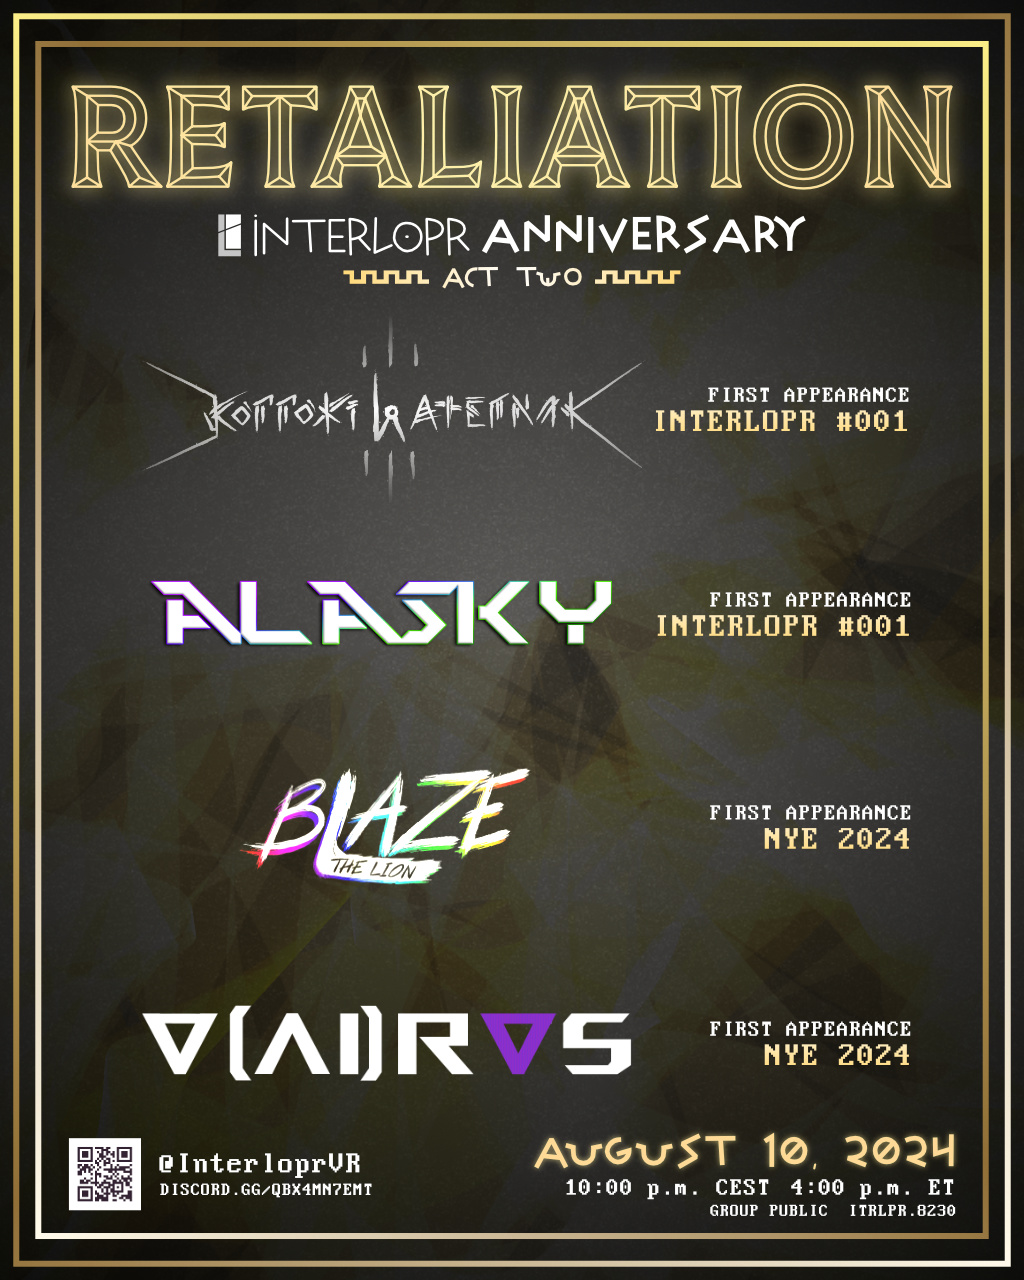 RETALIATION
INTERLOPR ANNIVERSARY
ACT TWO
FIRST APPEARANCE
INTERLOPR #001
ALASKY
FIRST APPEARANCE
INTERLOPR #001
BLAZE
THE LION
FIRST APPEARANCE
NYE 2024
V(AI)RVS
FIRST APPEARANCE
NYE 2024
@InterloprVR
DISCORD.GG/QBX4MN7EMT
AUGUST 10, 2024
10:00 p.m. CEST 4:00 p.m. ET
GROUP PUBLIC ITRLPR.8230